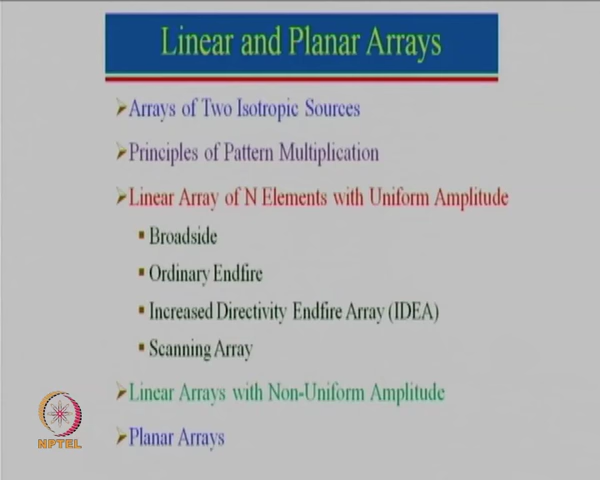 Linear and Planar Arrays
➤Arrays of Two Isotropic Sources
➤Principles of Pattern Multiplication
➤Linear Array of N Elements with Uniform Amplitude
▪Broadside
▪Ordinary Endfire
▪Increased Directivity Endfire Array (IDEA)
▪Scanning Array
➤Linear Arrays with Non-Uniform Amplitude
➤Planar Arrays
NPTEL